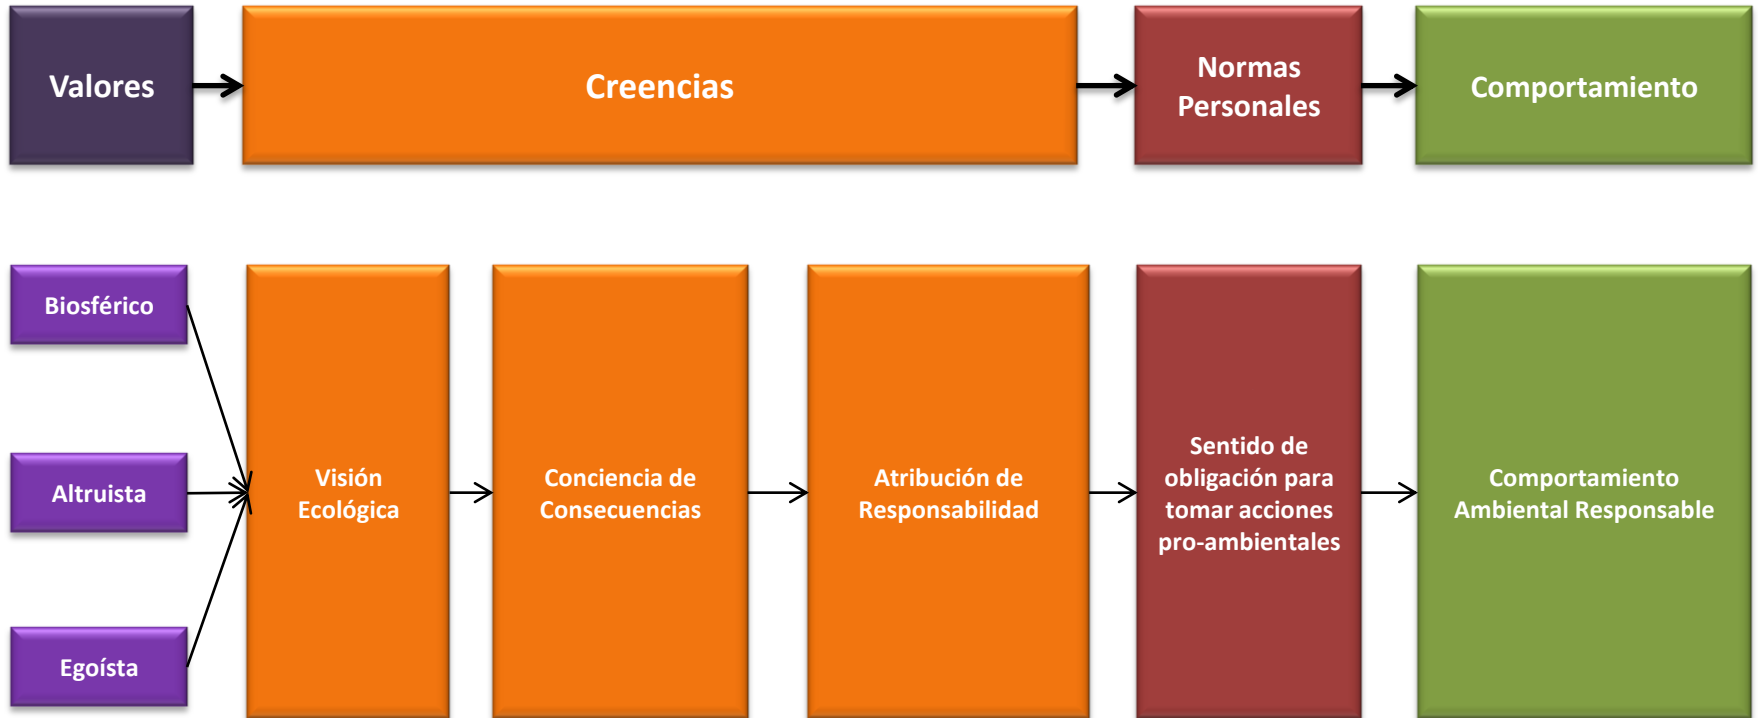 Valores
Creencias
Normas
Personales
Comportamiento
Biosférico
Altruista
Egoísta
Visión
Ecológica
Conciencia de
Consecuencias
Atribución de
Responsabilidad
Sentido de
obligación para
tomar acciones
pro-ambientales
Comportamiento
Ambiental Responsable